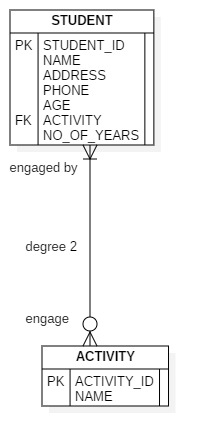 STUDENT
PK STUDENT_ID
NAME
ADDRESS
PHONE
AGE
FK ACTIVITY
NO_OF_YEARS
engaged by
degree 2
engage
ACTIVITY
PK ACTIVITY_ID
NAME